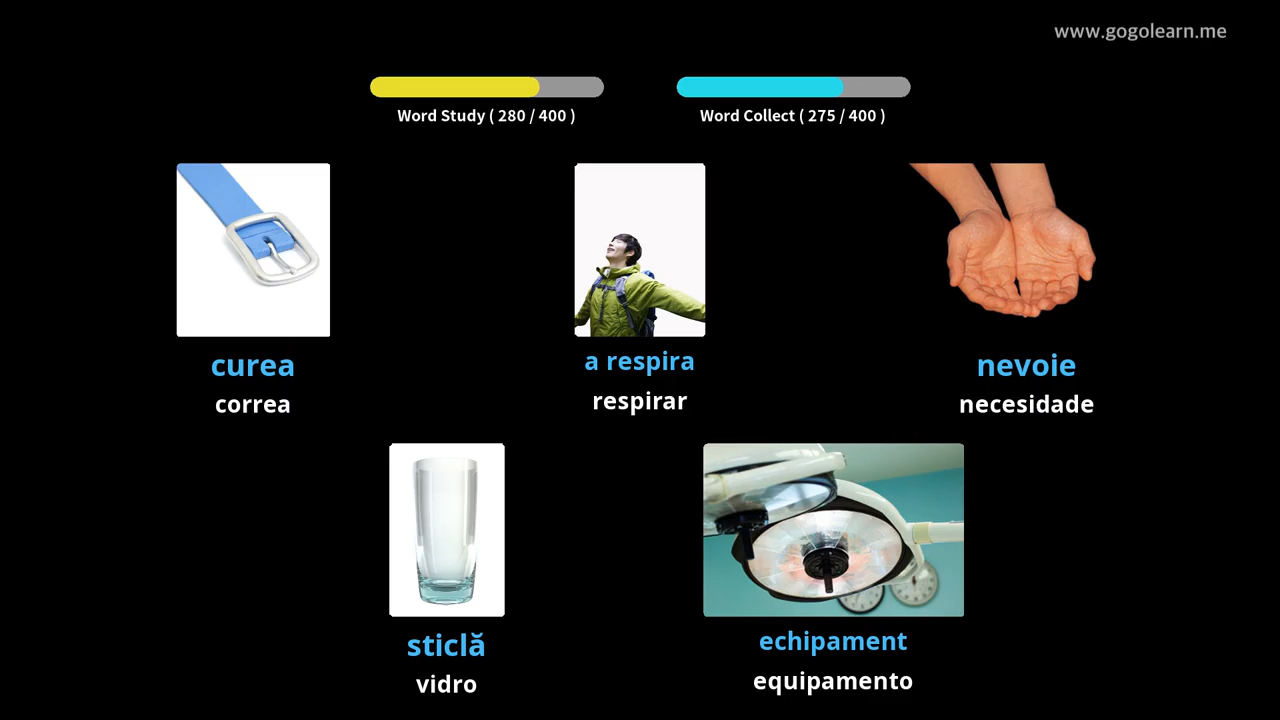 www.gogolearn.me
Word Study ( 280 / 400 )
Word Collect ( 275 / 400 )
curea
correa
a respira
respirar
nevoie
necesidade
sticlă
vidro
echipament
equipamento